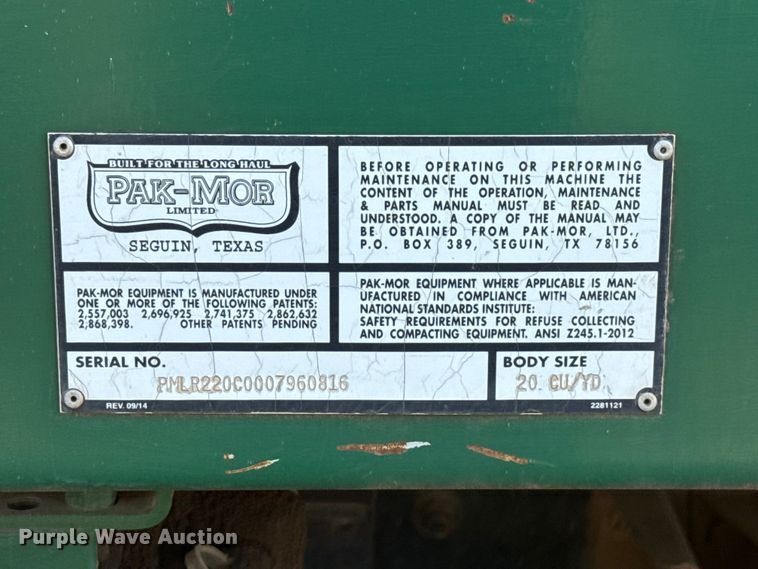 BUILT FOR THE LONG HAUL
PAK-MOR
LIMITED
SEGUIN, TEXAS
BEFORE OPERATING OR PERFORMING
MAINTENANCE ON THIS MACHINE THE
CONTENT OF THE OPERATION, MAINTENANCE
& PARTS MANUAL MUST BE READ AND
UNDERSTOOD. A COPY OF THE MANUAL MAY
BE OBTAINED FROM PAK-MOR, LTD.,
P.O. BOX 389, SEGUIN, TX 78156
PAK-MOR EQUIPMENT IS MANUFACTURED UNDER
ONE OR MORE OF THE FOLLOWING PATENTS:
2,557,003 2,696,925 2,741,375 2,862,632
2,868,398. OTHER PATENTS PENDING
PAK-MOR EQUIPMENT WHERE APPLICABLE IS MAN-
UFACTURED IN COMPLIANCE WITH AMERICAN
NATIONAL STANDARDS INSTITUTE:
SAFETY REQUIREMENTS FOR REFUSE COLLECTING
AND COMPACTING EQUIPMENT. ANSI Z245.1-2012
SERIAL NO.
PMLR220C0007960816
BODY SIZE
20 CU/YD
REV. 09/14
2281121
Purple Wave Auction